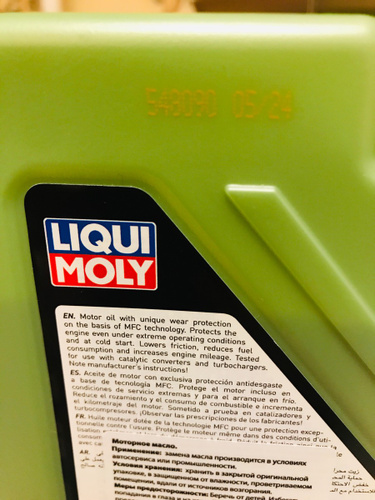 548090 05/24
LIQUI
MOLY
EN. Motor oil with unique wear protection
on the basis of MFC technology. Protects the
engine even under extreme operating conditions
and at cold start. Lowers friction, reduces fuel
consumption and increases engine mileage. Tested
for use with catalytic converters and turbochargers.
Note manufacturer's instructions!
ES. Aceite de motor con exclusiva protección antidesgaste
a base de tecnología MFC. Protege el motor incluso en
condiciones de servicio extremas y para el arranque en frío.
Reduce el rozamiento y el consumo de combustible e incrementa
el kilometraje del motor. Sometido a prueba en catalizadores y
turbocompresores. ¡Observar las prescripciones de los fabricantes!
FR. Huile moteur dotée de la technologie MFC pour une protection excep-
tionnelle contre l'usure. Protège le moteur même dans des conditions d'uti-
Моторное масло.
Применение: замена масла производится в условиях
автосервиса или промышленности.
Условия хранения: хранить в закрытой оригинальной
упаковке, в защищенном от влажности, проветриваемом
помещении, вдали от источников возгорания.
Меры предосторожности: Беречь от детей.
попадания в глаза и на